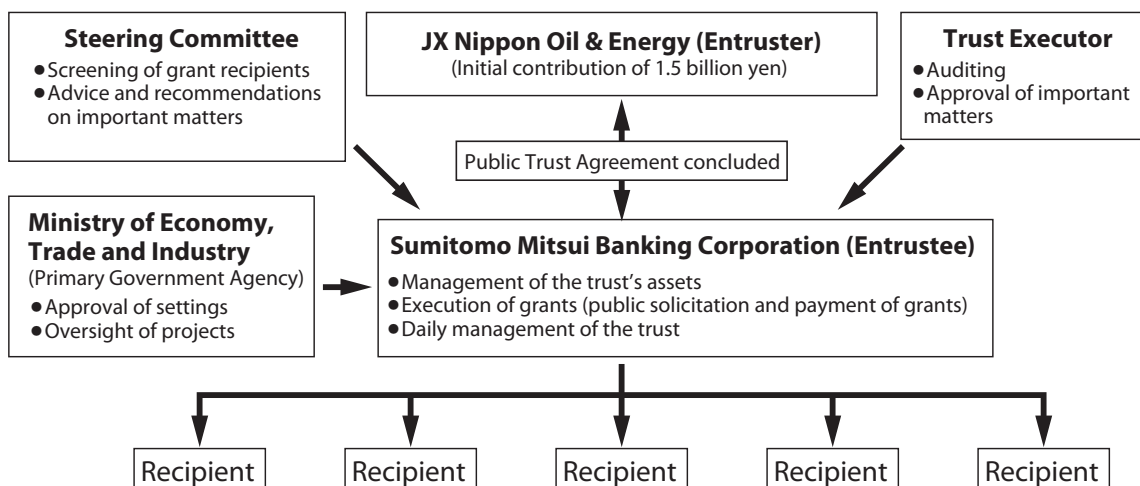 Steering Committee
●Screening of grant recipients
●Advice and recommendations
on important matters
JX Nippon Oil & Energy (Entruster)
(Initial contribution of 1.5 billion yen)
Trust Executor
●Auditing
●Approval of important
matters
Public Trust Agreement concluded
Ministry of Economy,
Trade and Industry
(Primary Government Agency)
●Approval of settings
●Oversight of projects
Sumitomo Mitsui Banking Corporation (Entrustee)
●Management of the trust's assets
●Execution of grants (public solicitation and payment of grants)
●Daily management of the trust
Recipient
Recipient
Recipient
Recipient
Recipient